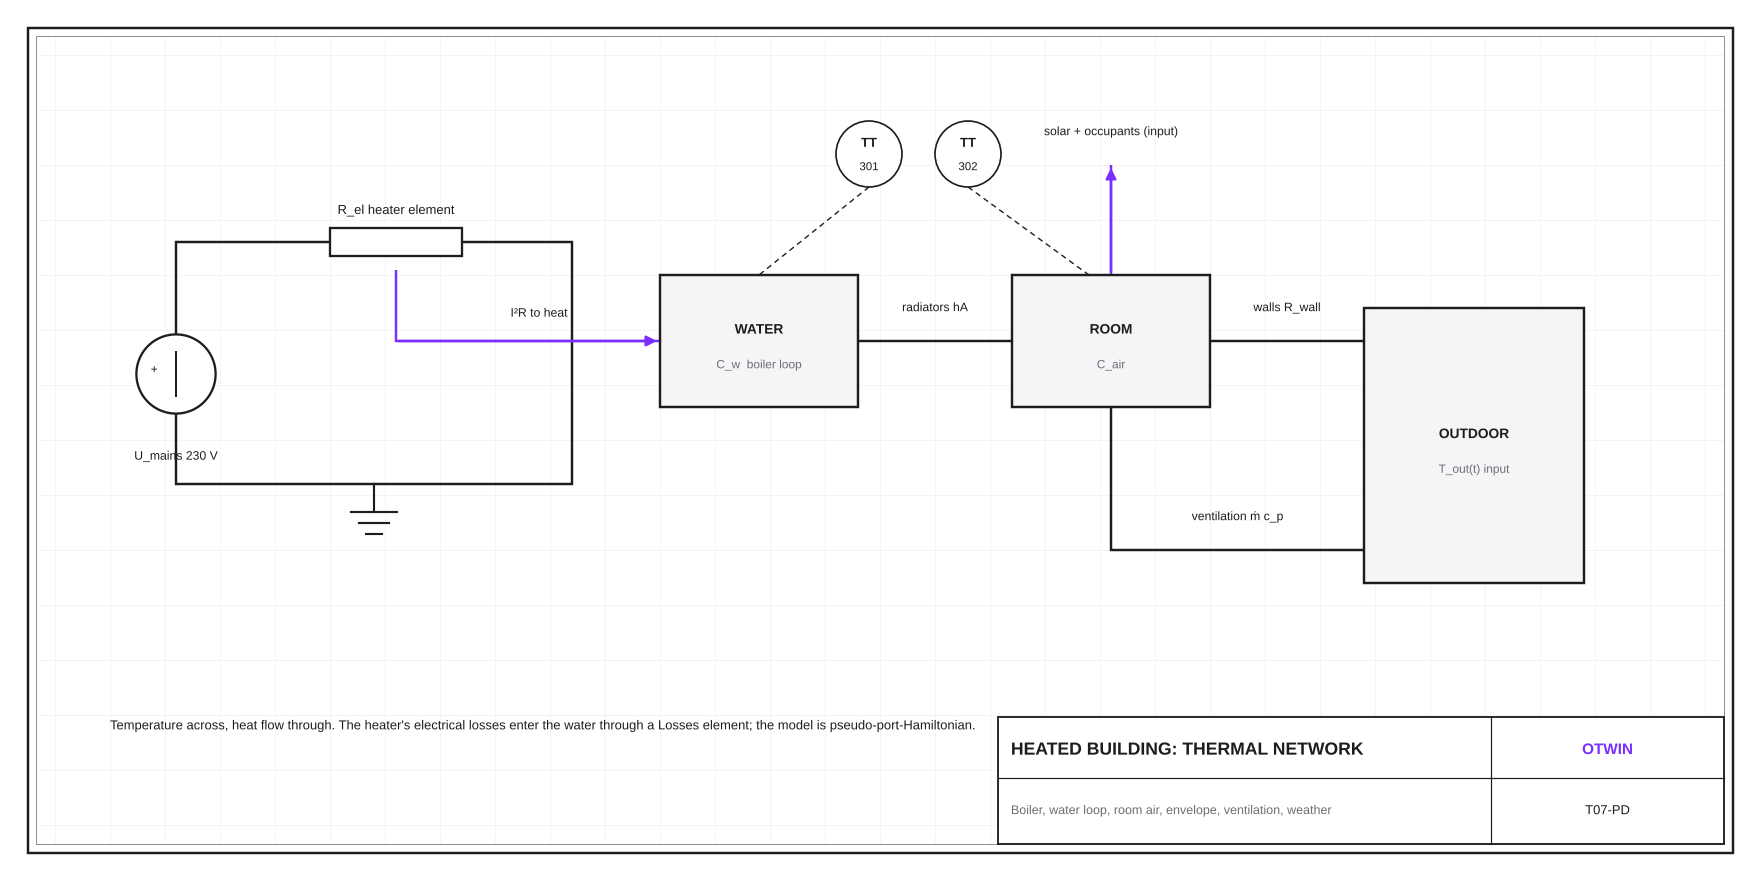 TT
301
TT
302
solar + occupants (input)
R_el heater element
I²R to heat
radiators hA
walls R_wall
WATER
C_w boiler loop
ROOM
C_air
+
U_mains 230 V
OUTDOOR
T_out(t) input
ventilation ṁ c_p
Temperature across, heat flow through. The heater's electrical losses enter the water through a Losses element; the model is pseudo-port-Hamiltonian.
HEATED BUILDING: THERMAL NETWORK
OTWIN
Boiler, water loop, room air, envelope, ventilation, weather
T07-PD